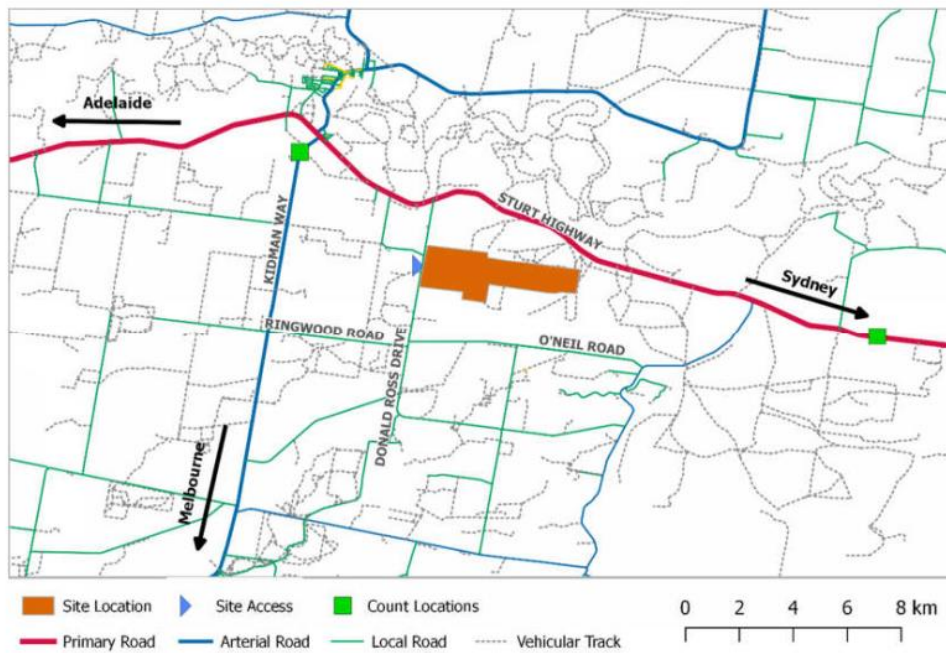 Adelaide
KIDMAN WAY
STURT HIGHWAY
Sydney
RINGWOOD ROAD
O'NEIL ROAD
DONALD ROSS DRIVE
Melbourne
Site Location
Site Access
Count Locations
0 2 4 6 8 km
Primary Road
Arterial Road
Local Road
Vehicular Track